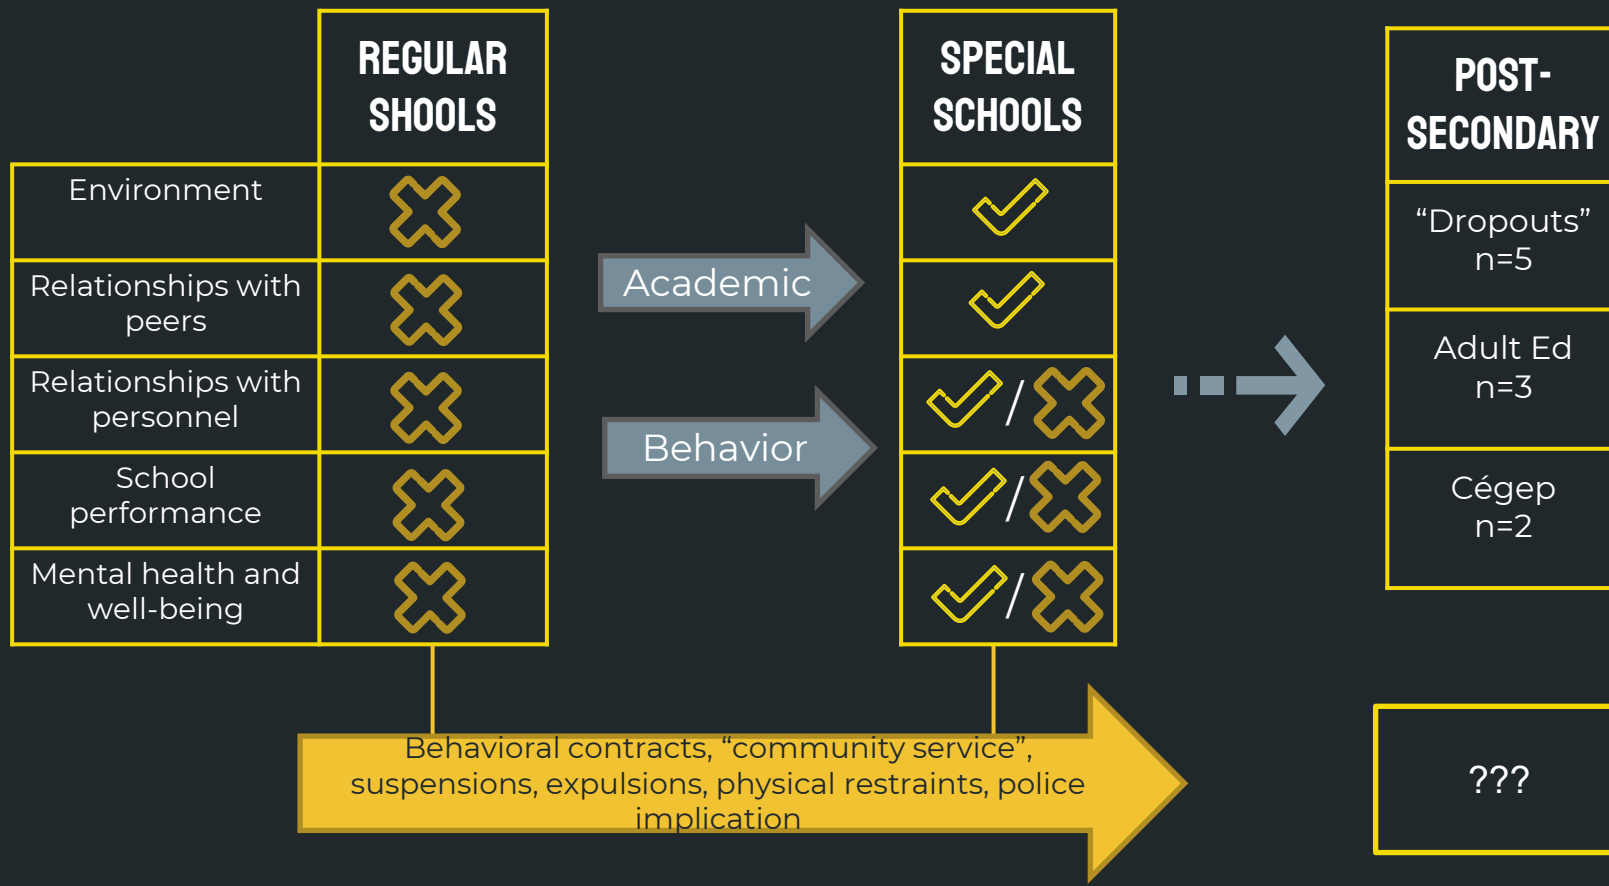 REGULAR
SHOOLS
SPECIAL
SCHOOLS
POST-
SECONDARY
Environment
Relationships with
peers
Relationships with
personnel
School
performance
Mental health and
well-being
Academic
Behavior
“Dropouts”
n=5
Adult Ed
n=3
Cégep
n=2
/
/
/
Behavioral contracts, “community service”,
suspensions, expulsions, physical restraints, police
implication
???